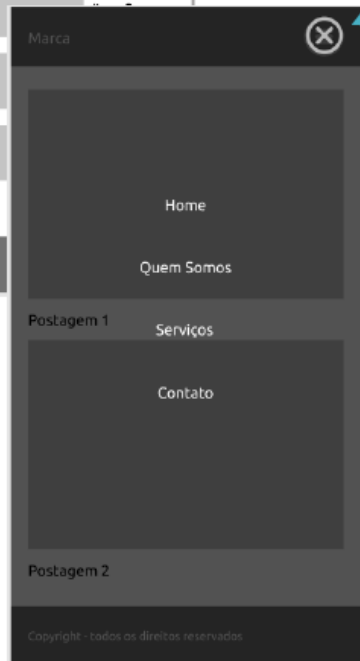 Marca
Home
Quem Somos
Postagem 1
Serviços
Contato
Postagem 2
Copyright - todos os direitos reservados